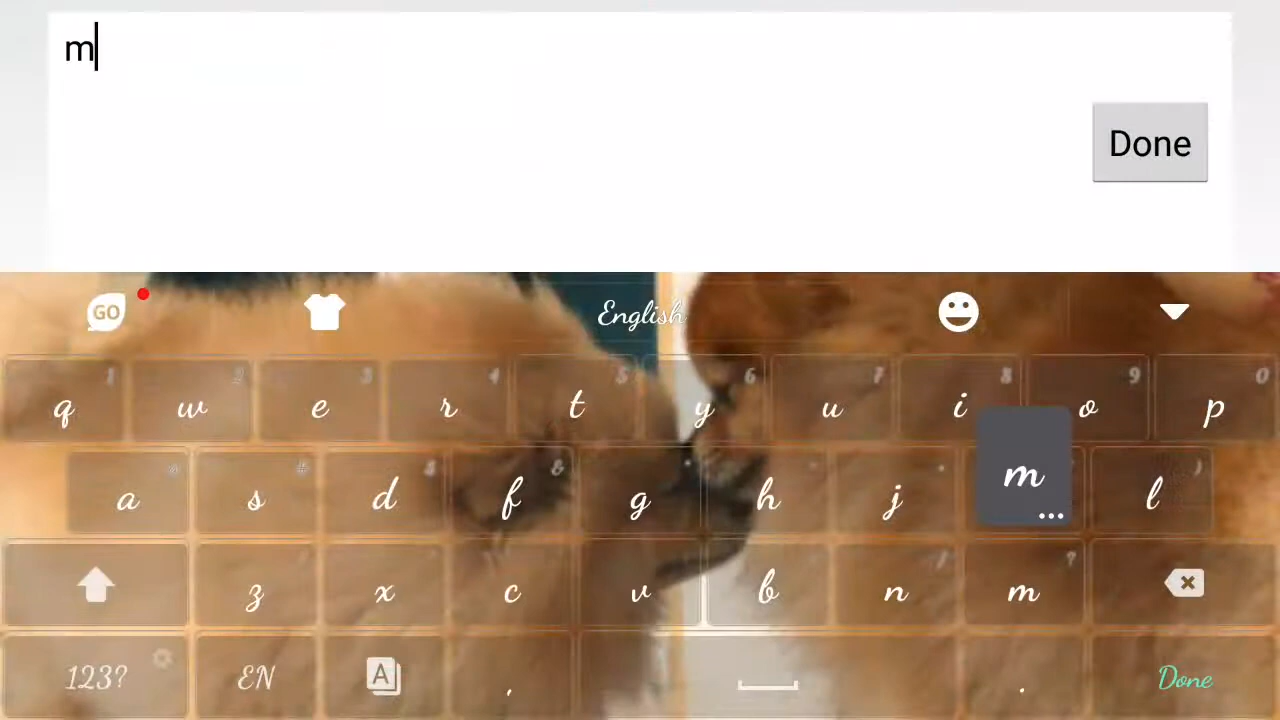 m
Done
GO
English
q 1 w 2 e 3 r 4 t 5 y 6 u 7 i 8 o 9 p 0
a s # d $ f & g h j m ... l )
z x c v b n / m ?
123? EN A , . Done